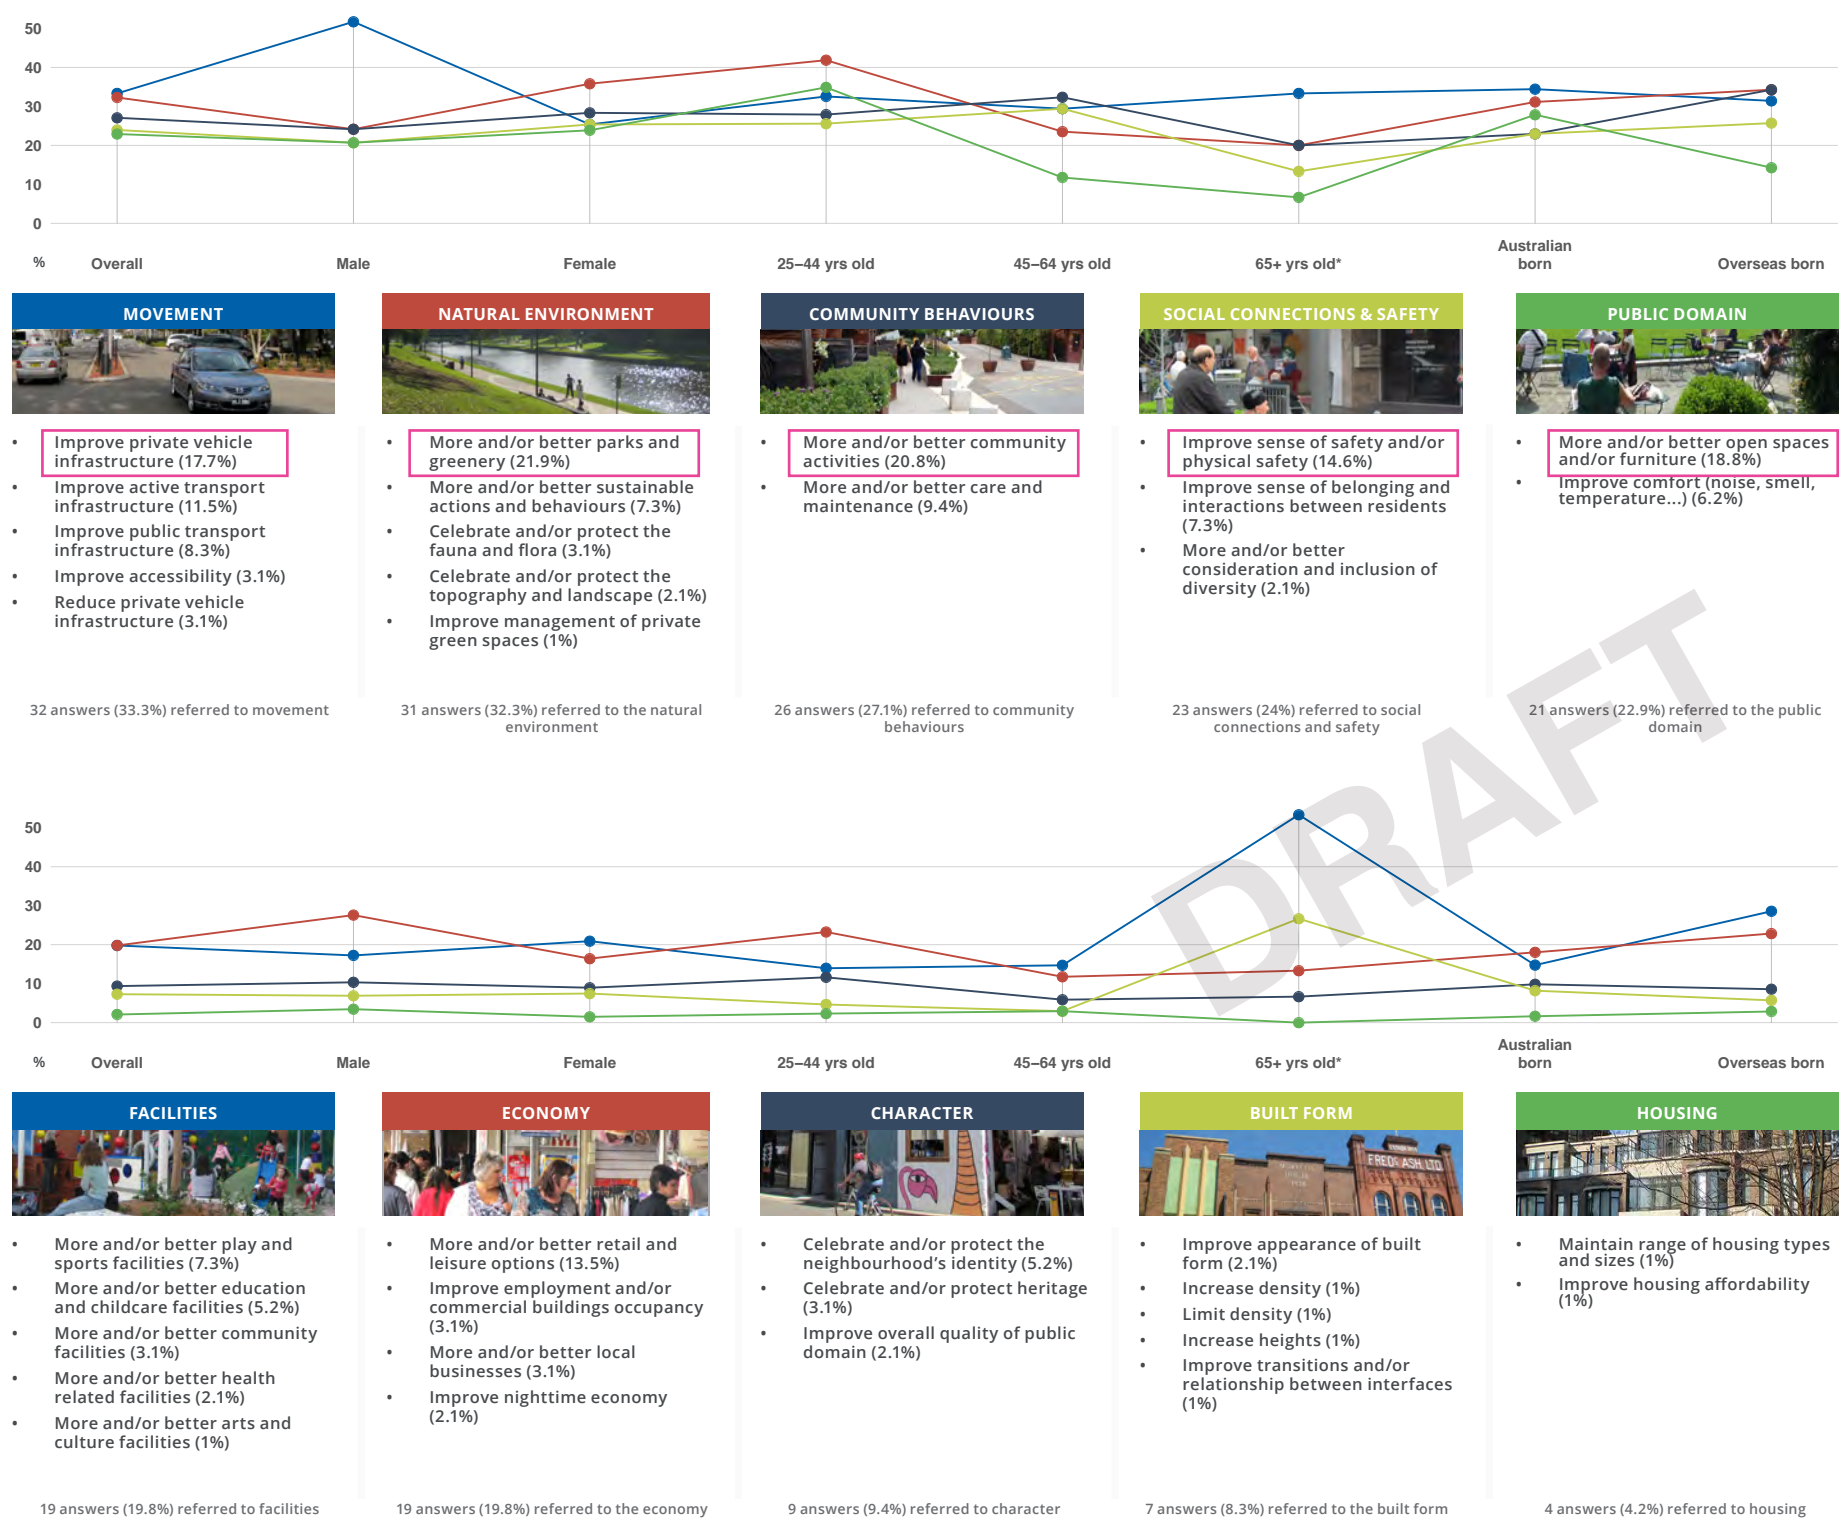 50
40
30
20
10
0
%
Overall
Male
Female
25–44 yrs old
45–64 yrs old
65+ yrs old*
Australian
born
Overseas born
MOVEMENT
Improve private vehicle
infrastructure (17.7%)
Improve active transport
infrastructure (11.5%)
Improve public transport
infrastructure (8.3%)
Improve accessibility (3.1%)
Reduce private vehicle
infrastructure (3.1%)
32 answers (33.3%) referred to movement
NATURAL ENVIRONMENT
More and/or better parks and
greenery (21.9%)
More and/or better sustainable
actions and behaviours (7.3%)
Celebrate and/or protect the
fauna and flora (3.1%)
Celebrate and/or protect the
topography and landscape (2.1%)
Improve management of private
green spaces (1%)
31 answers (32.3%) referred to the natural
environment
COMMUNITY BEHAVIOURS
More and/or better community
activities (20.8%)
More and/or better care and
maintenance (9.4%)
26 answers (27.1%) referred to community
behaviours
SOCIAL CONNECTIONS & SAFETY
Improve sense of safety and/or
physical safety (14.6%)
Improve sense of belonging and
interactions between residents
(7.3%)
More and/or better
consideration and inclusion of
diversity (2.1%)
23 answers (24%) referred to social
connections and safety
PUBLIC DOMAIN
More and/or better open spaces
and/or furniture (18.8%)
Improve comfort (noise, smell,
temperature...) (6.2%)
21 answers (22.9%) referred to the public
domain
DRAFT
50
40
30
20
10
0
%
Overall
Male
Female
25–44 yrs old
45–64 yrs old
65+ yrs old*
Australian
born
Overseas born
FACILITIES
More and/or better play and
sports facilities (7.3%)
More and/or better education
and childcare facilities (5.2%)
More and/or better community
facilities (3.1%)
More and/or better health
related facilities (2.1%)
More and/or better arts and
culture facilities (1%)
19 answers (19.8%) referred to facilities
ECONOMY
More and/or better retail and
leisure options (13.5%)
Improve employment and/or
commercial buildings occupancy
(3.1%)
More and/or better local
businesses (3.1%)
Improve nighttime economy
(2.1%)
19 answers (19.8%) referred to the economy
CHARACTER
Celebrate and/or protect the
neighbourhood's identity (5.2%)
Celebrate and/or protect heritage
(3.1%)
Improve overall quality of public
domain (2.1%)
9 answers (9.4%) referred to character
BUILT FORM
FREDK ASH LTD.
Improve appearance of built
form (2.1%)
Increase density (1%)
Limit density (1%)
Increase heights (1%)
Improve transitions and/or
relationship between interfaces
(1%)
7 answers (8.3%) referred to the built form
HOUSING
Maintain range of housing types
and sizes (1%)
Improve housing affordability
(1%)
4 answers (4.2%) referred to housing